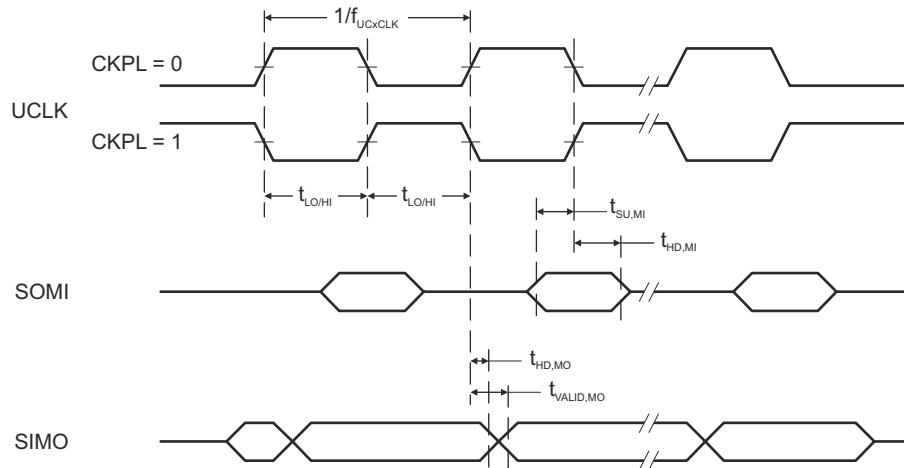 1/fUCxCLK
CKPL = 0
UCLK
CKPL = 1
tLO/HI tLO/HI
tSU,MI
tHD,MI
SOMI
tHD,MO
tVALID,MO
SIMO